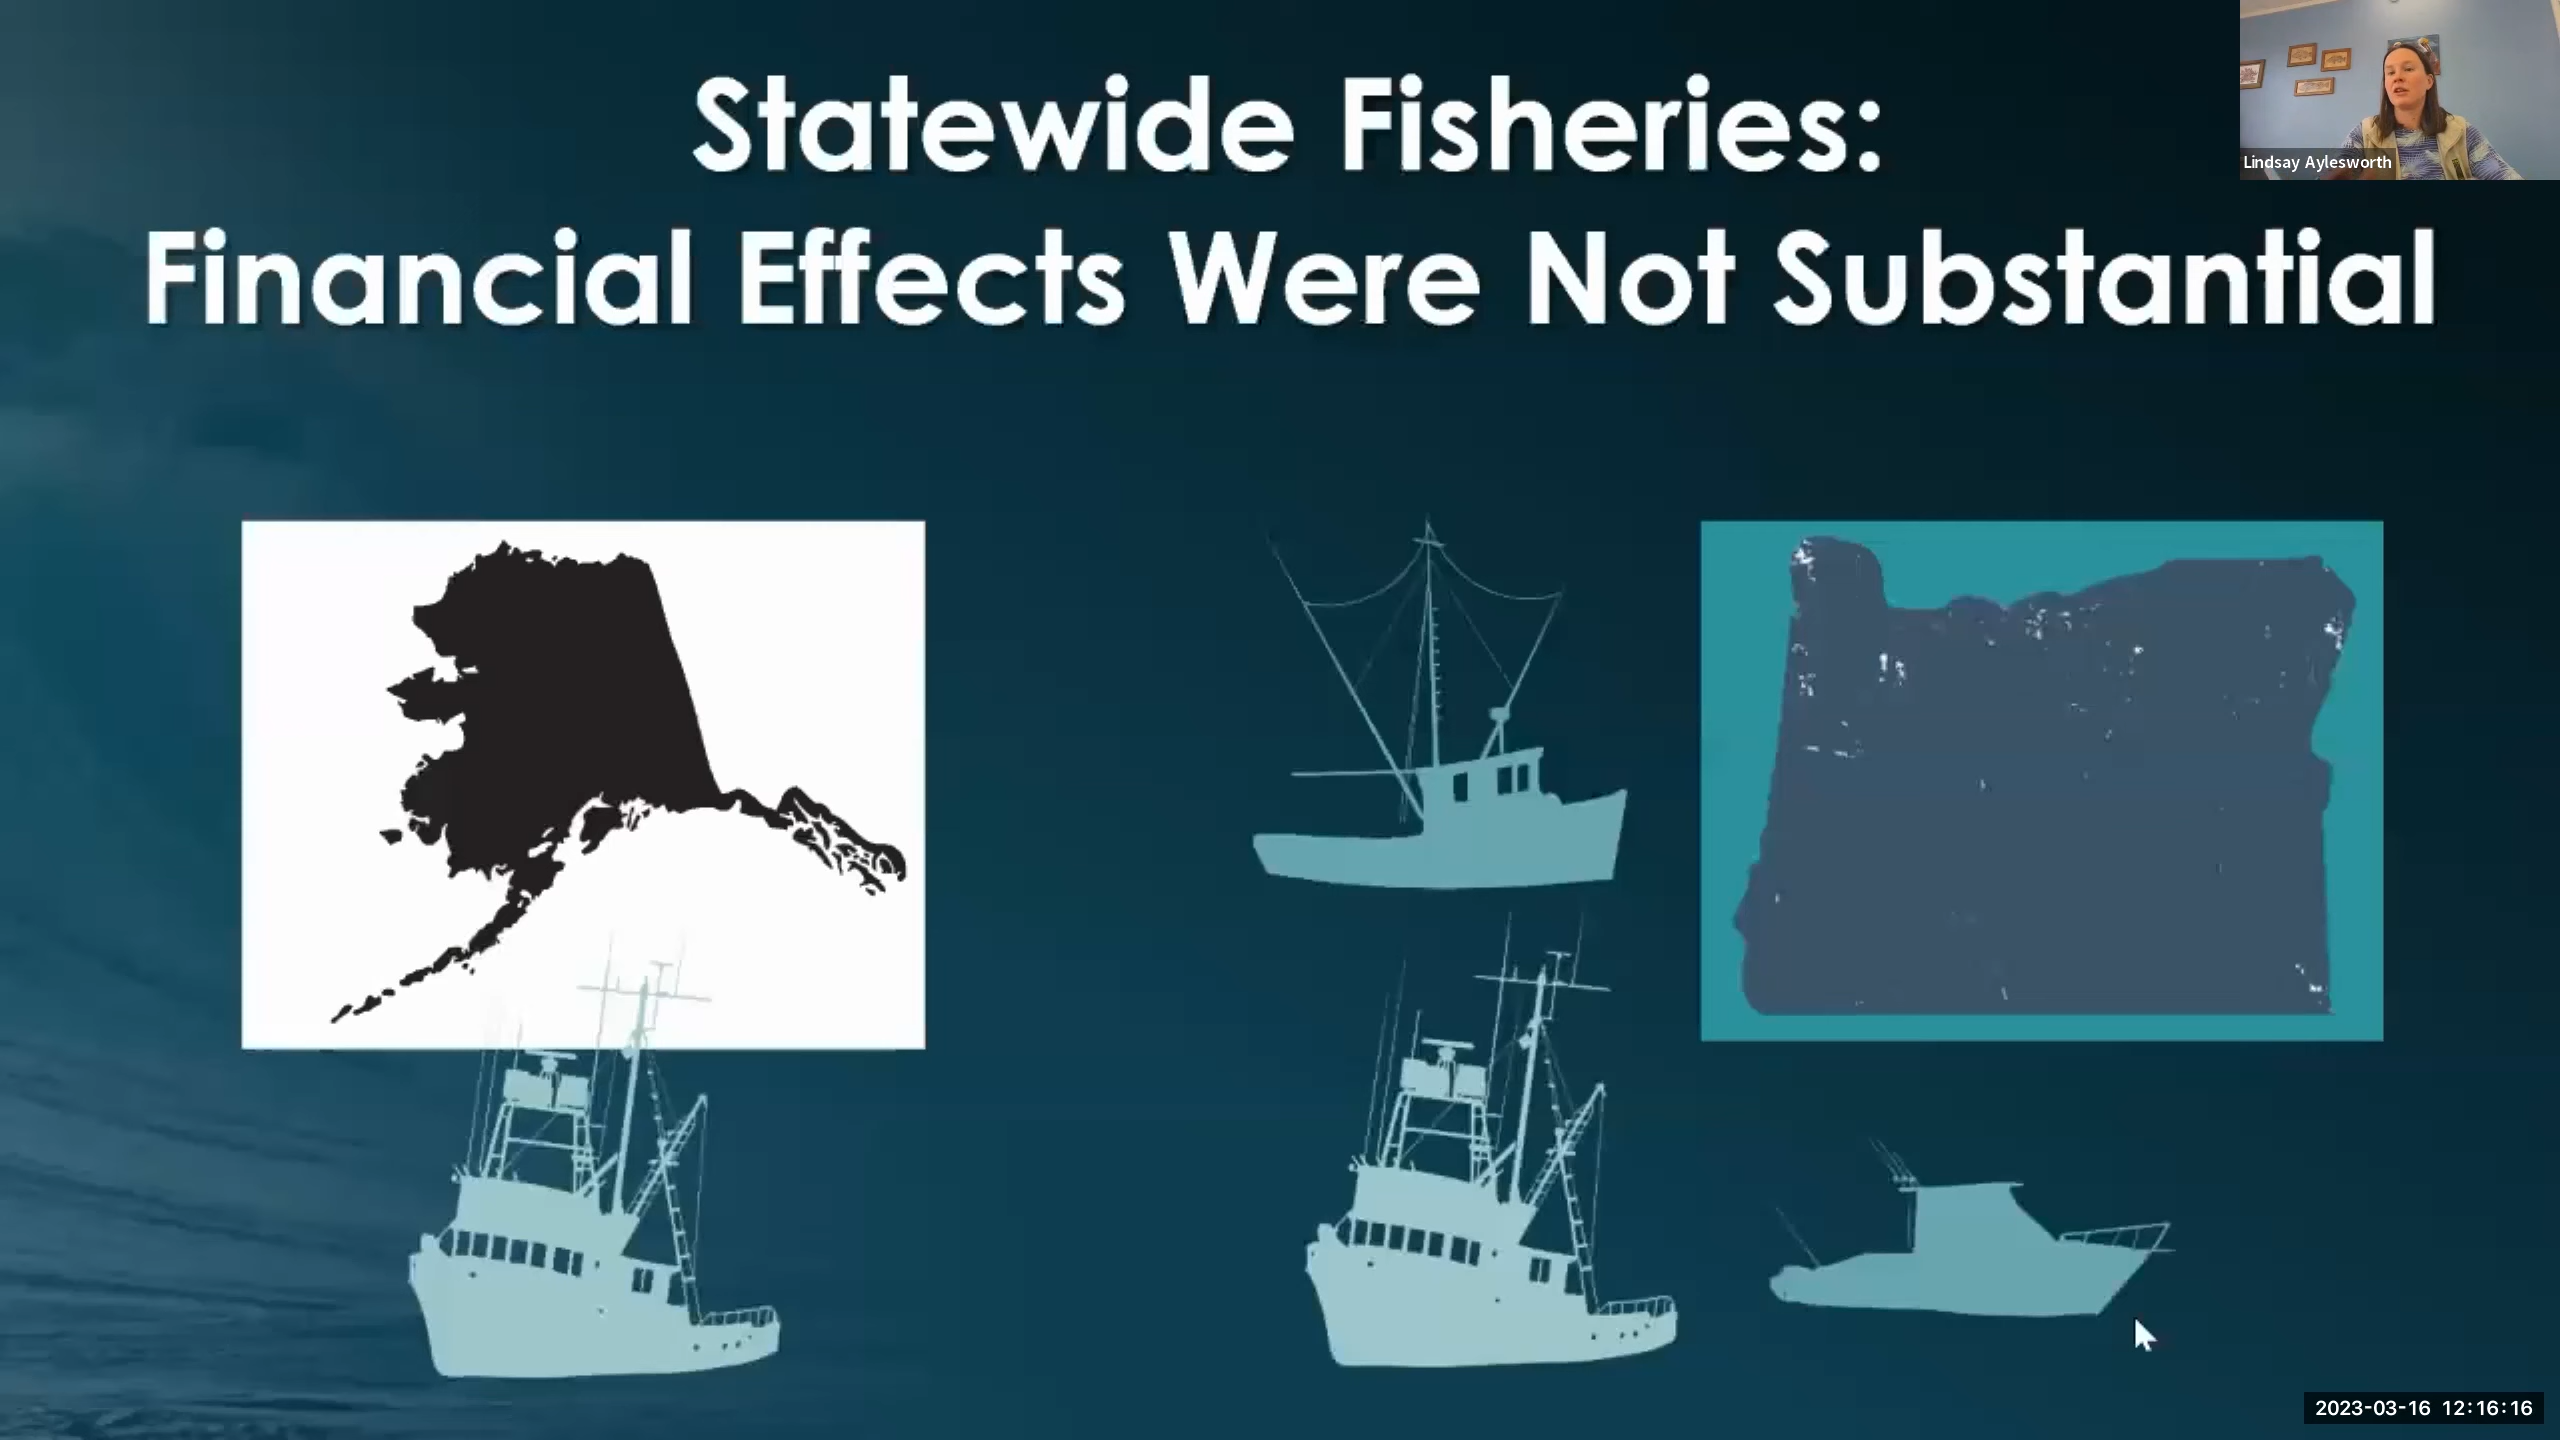 Statewide Fisheries:
Financial Effects Were Not Substantial
Lindsay Aylesworth
2023-03-16 12:16:16